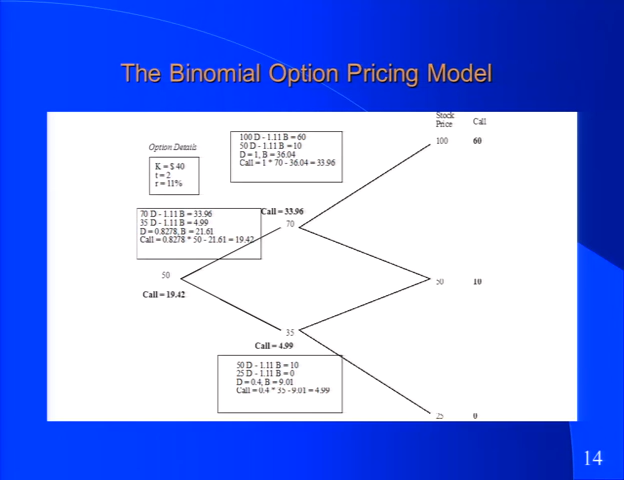 The Binomial Option Pricing Model
Stock
Price
Call
Option Details
K = $ 40
t = 2
r = 11%
100 D - 1.11 B = 60
50 D - 1.11 B = 10
D = 1, B = 36.04
Call = 1 * 70 - 36.04 = 33.96
100
60
70 D - 1.11 B = 33.96
35 D - 1.11 B = 4.99
D = 0.8278, B = 21.61
Call = 0.8278 * 50 - 21.61 = 19.42
Call = 33.96
70
50
Call = 19.42
50
10
35
Call = 4.99
50 D - 1.11 B = 10
25 D - 1.11 B = 0
D = 0.4, B = 9.01
Call = 0.4 * 35 - 9.01 = 4.99
25
0
14